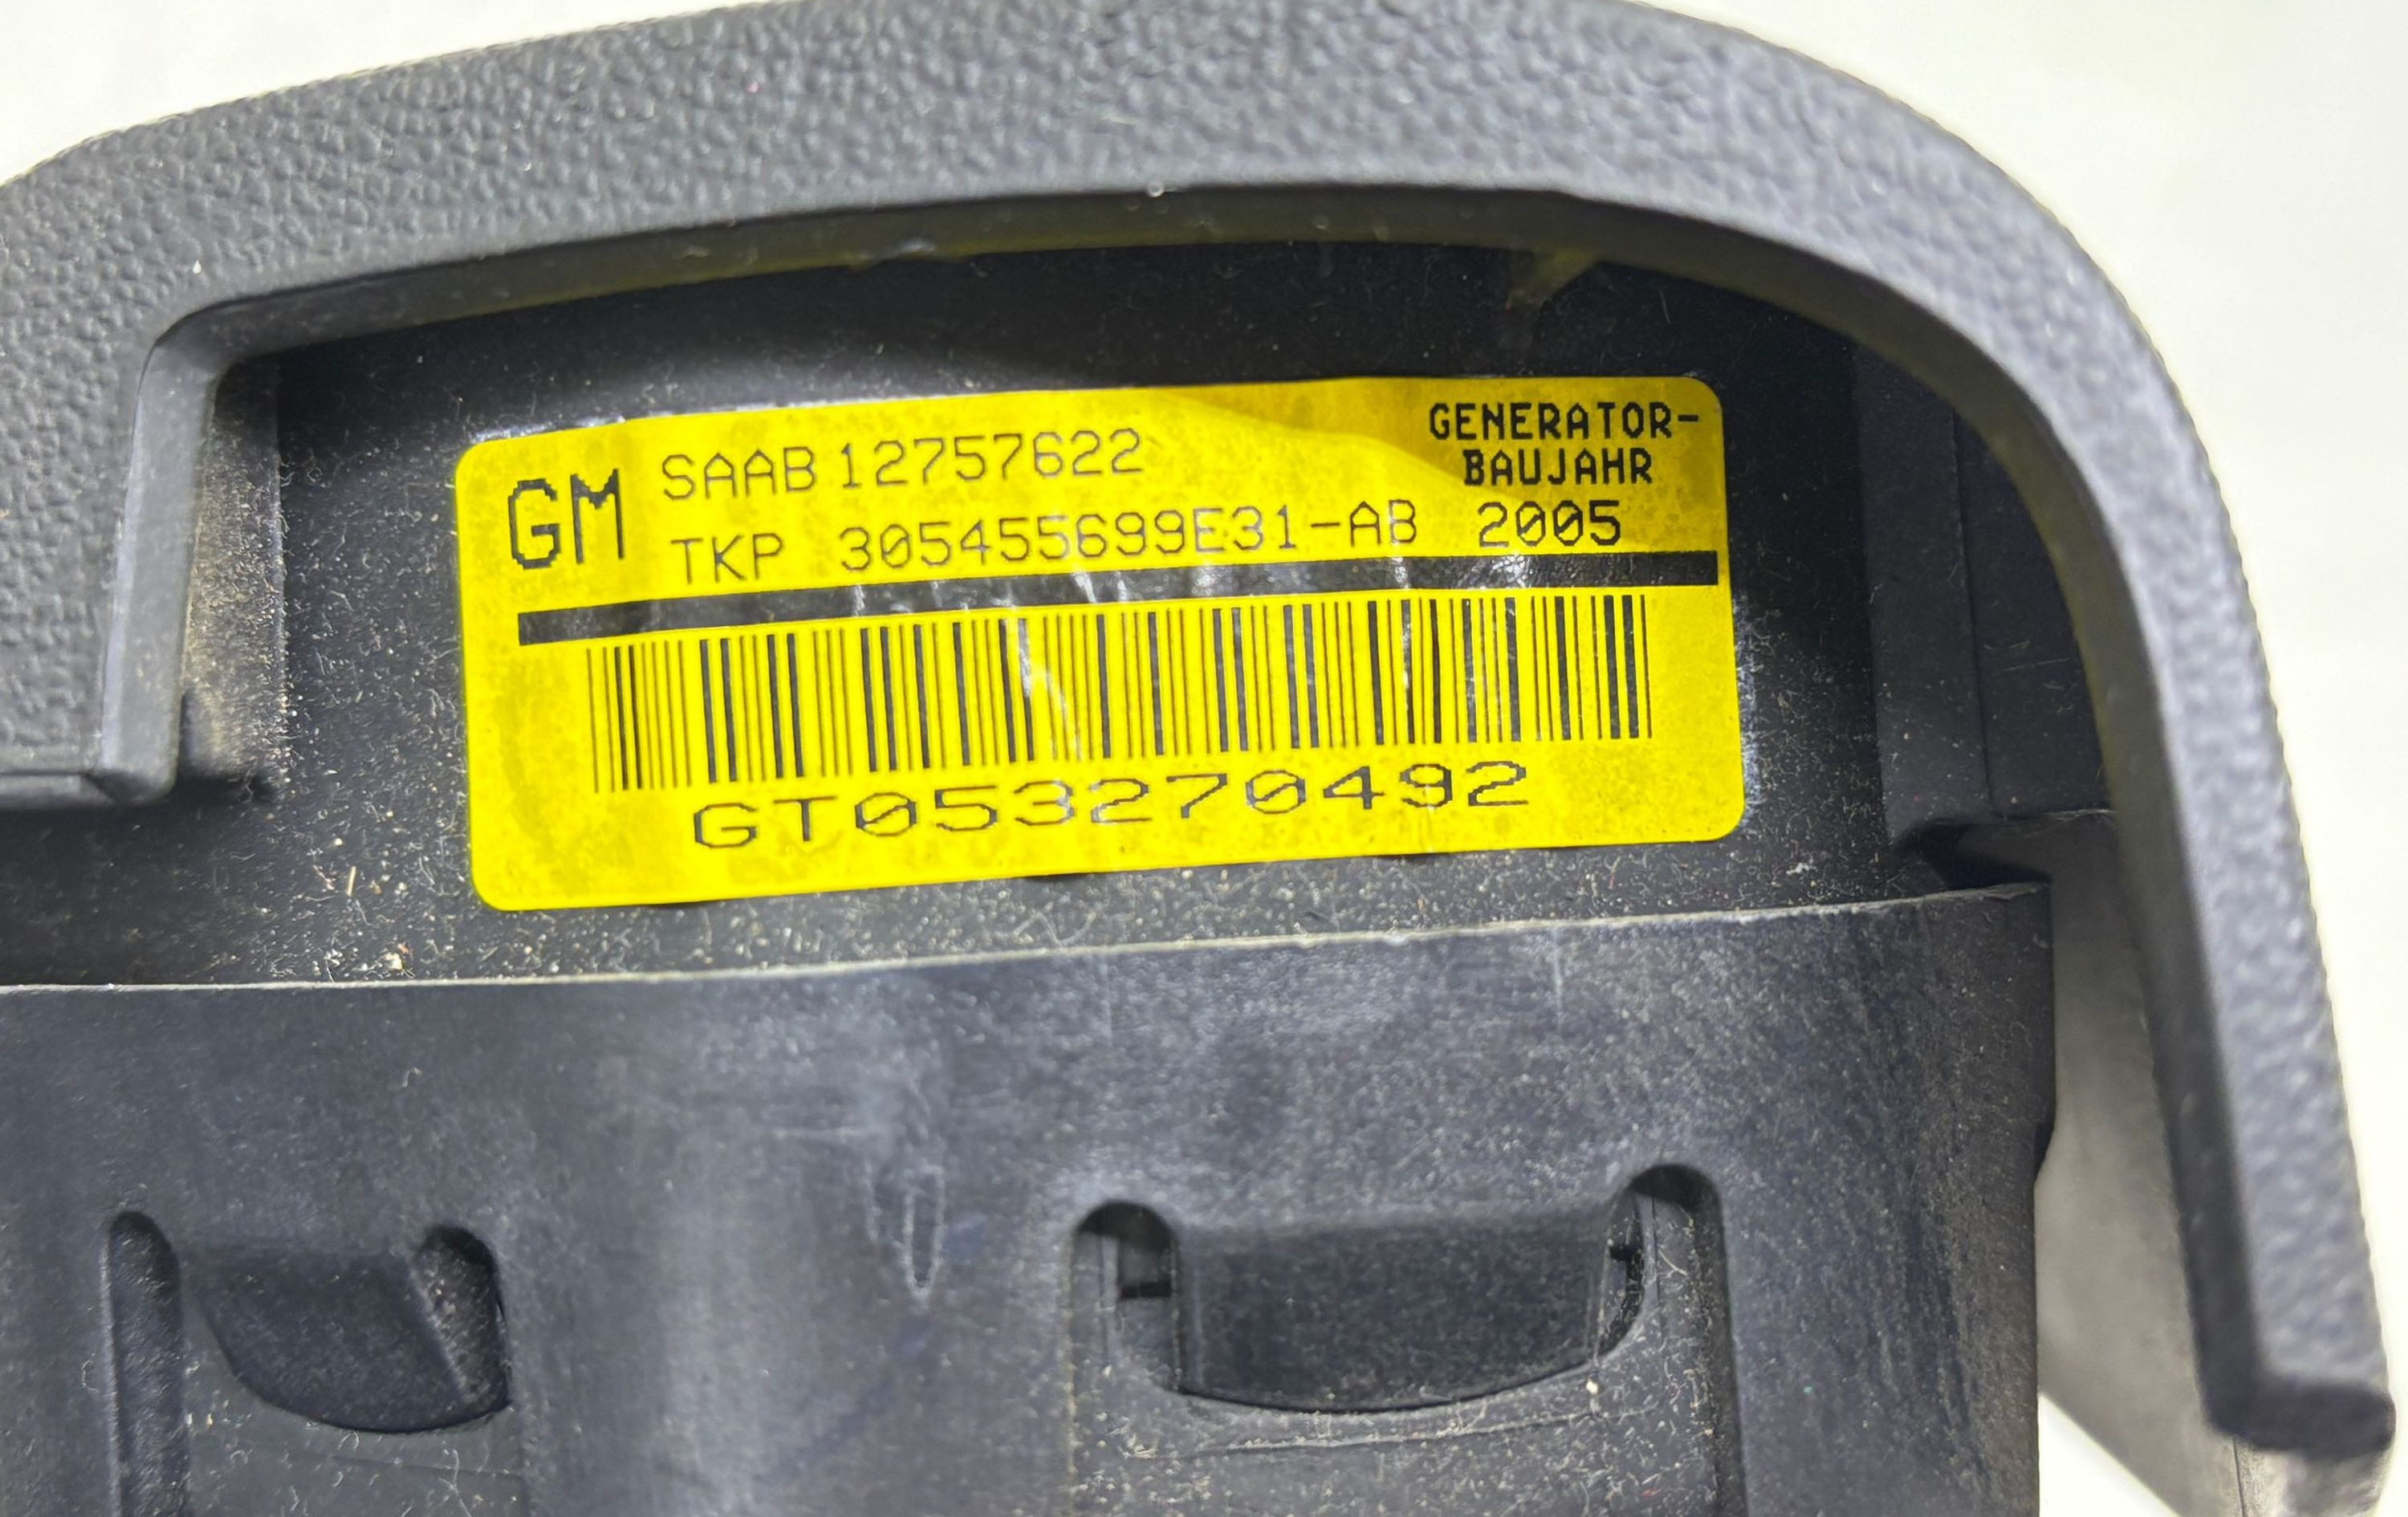 GM SAAB 12757622
TKP 305455699E31-AB
GENERATOR-
BAUJAHR
2005
GT053270492